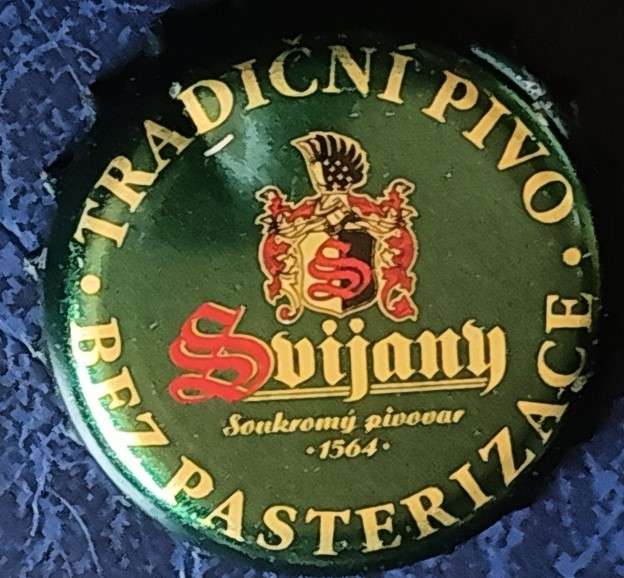 TRADIČNÍ PIVO
S
Svijany
Soukromý pivovar
·1564·
· BEZ PASTERIZACE ·